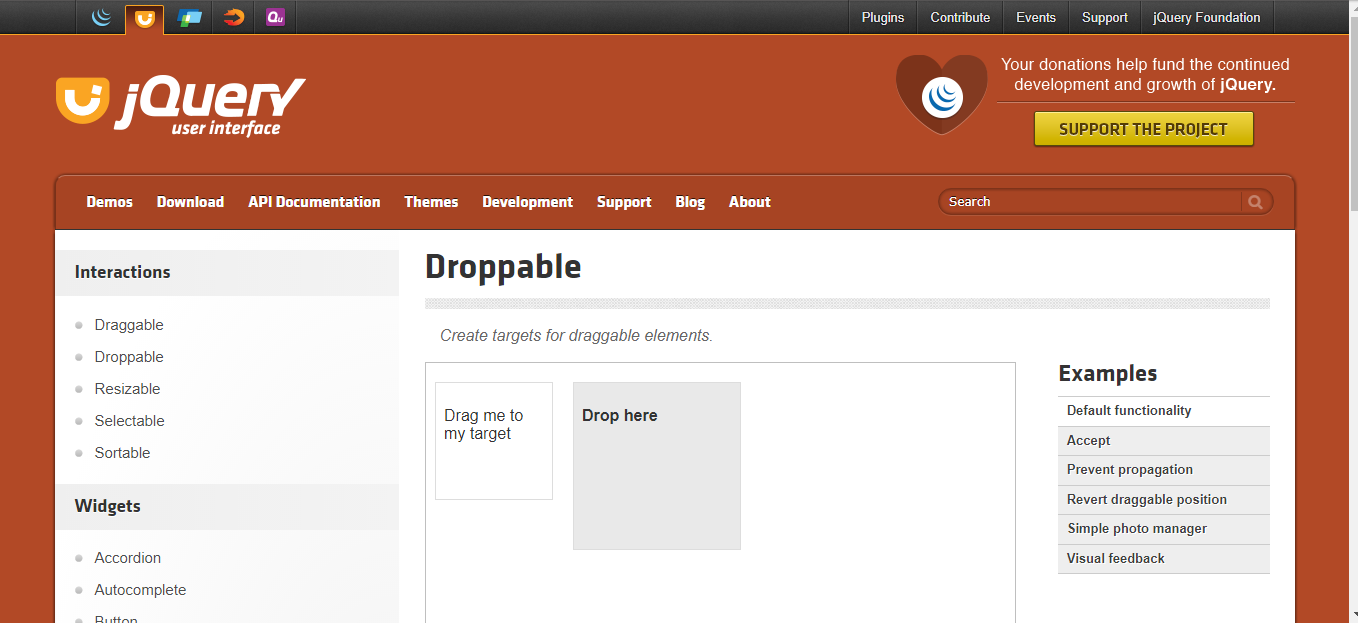 Qu
Plugins Contribute Events Support jQuery Foundation
Your donations help fund the continued
development and growth of jQuery.
SUPPORT THE PROJECT
jQuery
user interface
Demos Download API Documentation Themes Development Support Blog About
Search
Interactions
Draggable
Droppable
Resizable
Selectable
Sortable
Widgets
Accordion
Autocomplete
Button
Droppable
Create targets for draggable elements.
Drag me to
my target
Drop here
Examples
Default functionality
Accept
Prevent propagation
Revert draggable position
Simple photo manager
Visual feedback